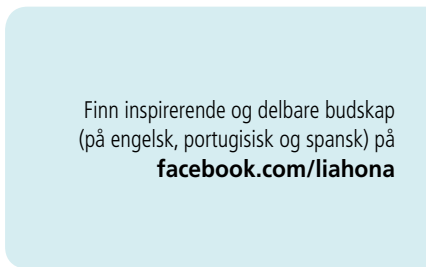 Finn inspirerende og delbare budskap
(på engelsk, portugisisk og spansk) på
facebook.com/liahona